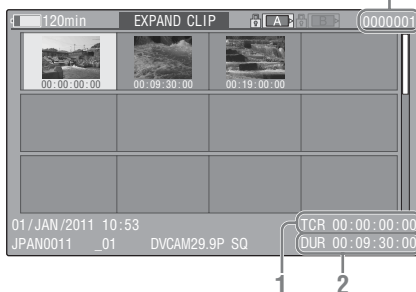 120min EXPAND CLIP A B 0000001
00:00:00:00 00:09:30:00 00:19:00:00
01/JAN/2011 10:53 TCR 00:00:00:00
JPAN0011 _01 DVCAM29.9P SQ DUR 00:09:30:00
1 2